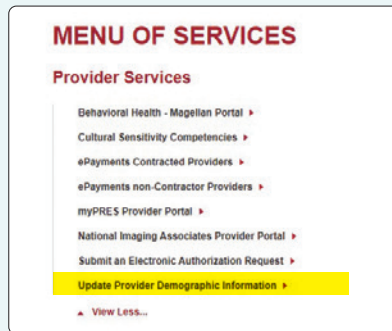 MENU OF SERVICES
Provider Services
Behavioral Health - Magellan Portal ▸
Cultural Sensitivity Competencies ▸
ePayments Contracted Providers ▸
ePayments non-Contractor Providers ▸
myPRES Provider Portal ▸
National Imaging Associates Provider Portal ▸
Submit an Electronic Authorization Request ▸
Update Provider Demographic Information ▸
▴ View Less...